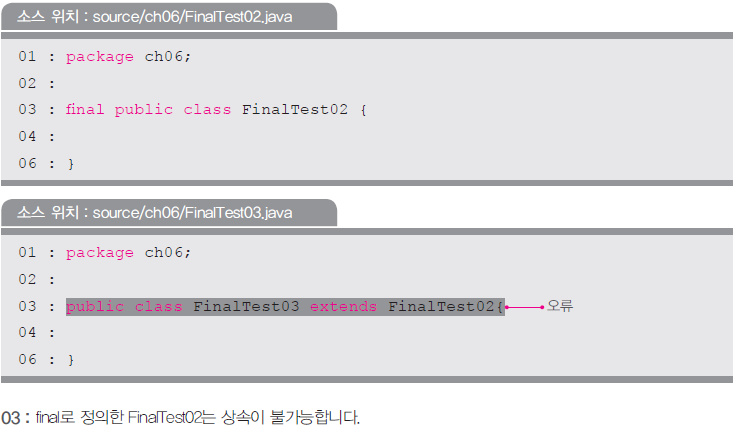 소스 위치 : source/ch06/FinalTest02.java
01 : package ch06;
02 :
03 : final public class FinalTest02 {
04 :
06 : }
소스 위치 : source/ch06/FinalTest03.java
01 : package ch06;
02 :
03 : public class FinalTest03 extends FinalTest02{ 오류
04 :
06 : }
03 : final로 정의한 FinalTest02는 상속이 불가능합니다.